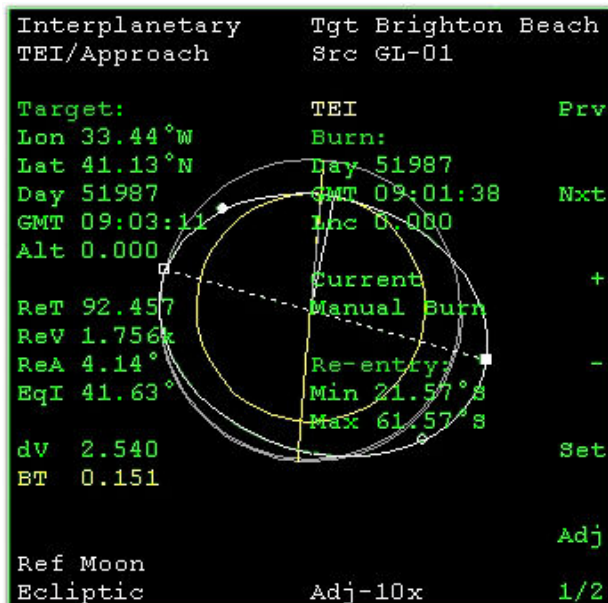 Interplanetary Tgt Brighton Beach
TEI/Approach Src GL-01
Target: TEI Prv
Lon 33.44°W Burn:
Lat 41.13°N Day 51987
Day 51987 GMT 09:01:38 Nxt
GMT 09:03:11 Inc 0.000
Alt 0.000
Current +
ReT 92.457 Manual Burn
ReV 1.756k
ReA 4.14° Re-entry: -
EqI 41.63° Min 21.57°S
Max 61.57°S
dV 2.540 Set
BT 0.151
Adj
Ref Moon
Ecliptic Adj-10x 1/2